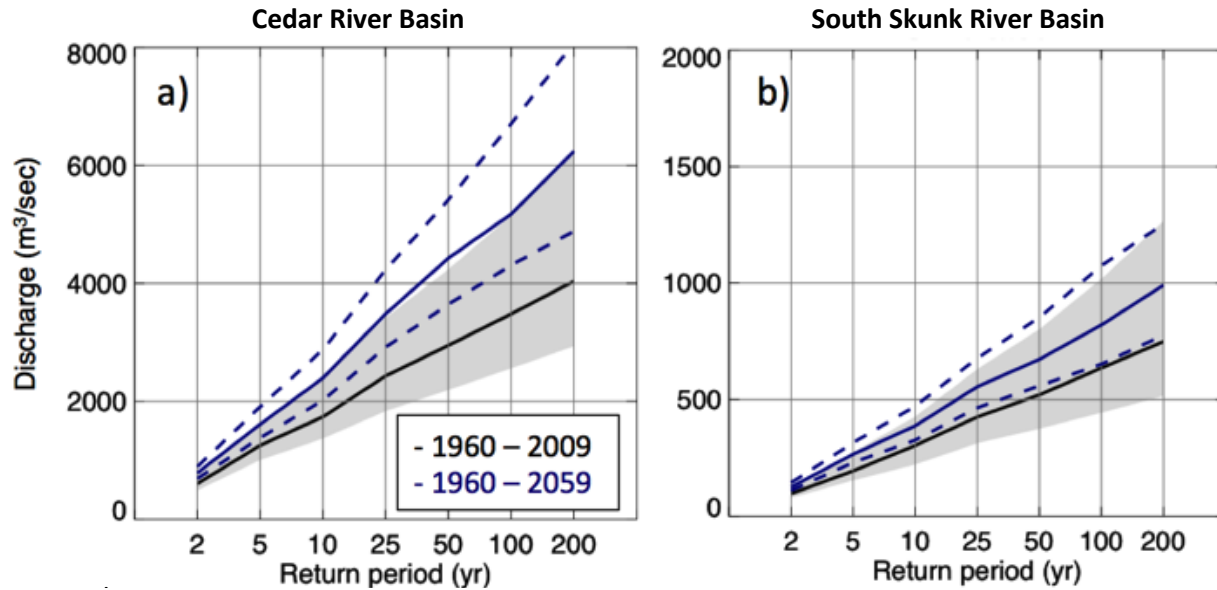 Cedar River Basin
South Skunk River Basin
a)
8000
6000
4000
2000
0
Discharge (m³/sec)
- 1960 – 2009
- 1960 – 2059
2 5 10 25 50 100 200
Return period (yr)
b)
2000
1500
1000
500
0
2 5 10 25 50 100 200
Return period (yr)